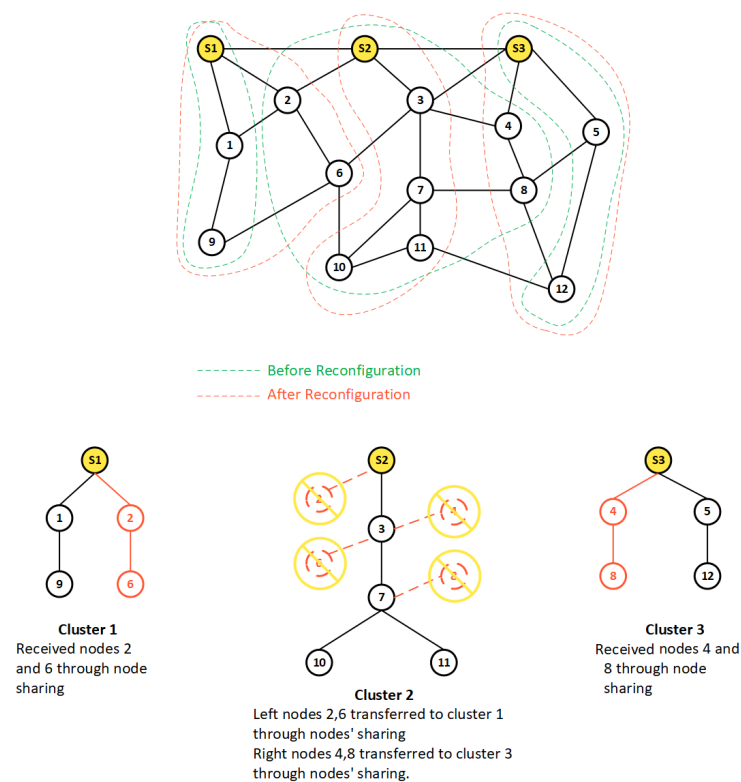 S1
S2
S3
2
3
4
5
1
6
7
8
9
10
11
12
Before Reconfiguration
After Reconfiguration
S1
1
2
9
6
Cluster 1
Received nodes 2
and 6 through node
sharing
S2
2
4
3
6
8
7
10
11
Cluster 2
Left nodes 2,6 transferred to cluster 1
through nodes' sharing
Right nodes 4,8 transferred to cluster 3
through nodes' sharing.
S3
4
5
8
12
Cluster 3
Received nodes 4 and
8 through node
sharing